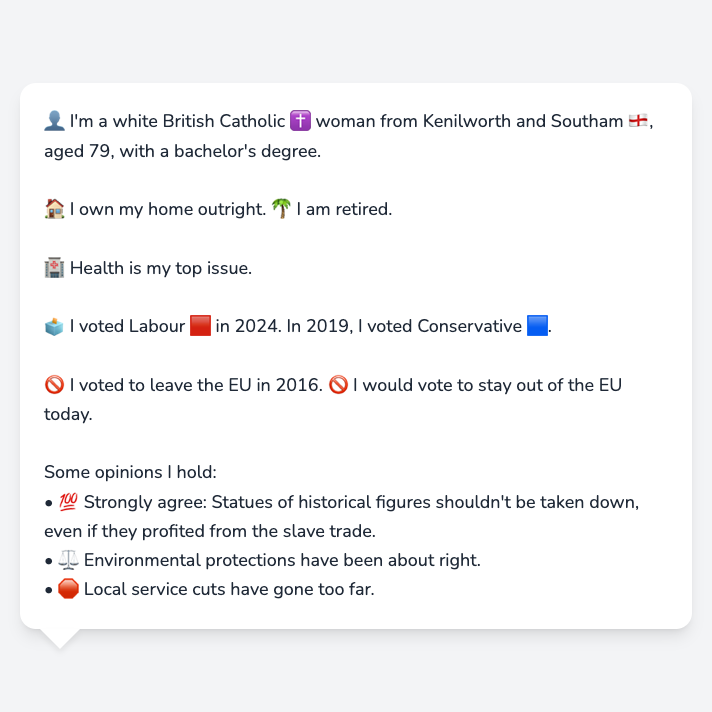 👤 I'm a white British Catholic ✝️ woman from Kenilworth and Southam 🏴󠁧󠁢󠁥󠁮󠁧󠁿,
aged 79, with a bachelor's degree.
🏠 I own my home outright. 🌴 I am retired.
🏥 Health is my top issue.
🗳️ I voted Labour 🟥 in 2024. In 2019, I voted Conservative 🟦.
🚫 I voted to leave the EU in 2016. 🚫 I would vote to stay out of the EU
today.
Some opinions I hold:
• 💯 Strongly agree: Statues of historical figures shouldn't be taken down,
even if they profited from the slave trade.
• ⚖️ Environmental protections have been about right.
• 🛑 Local service cuts have gone too far.